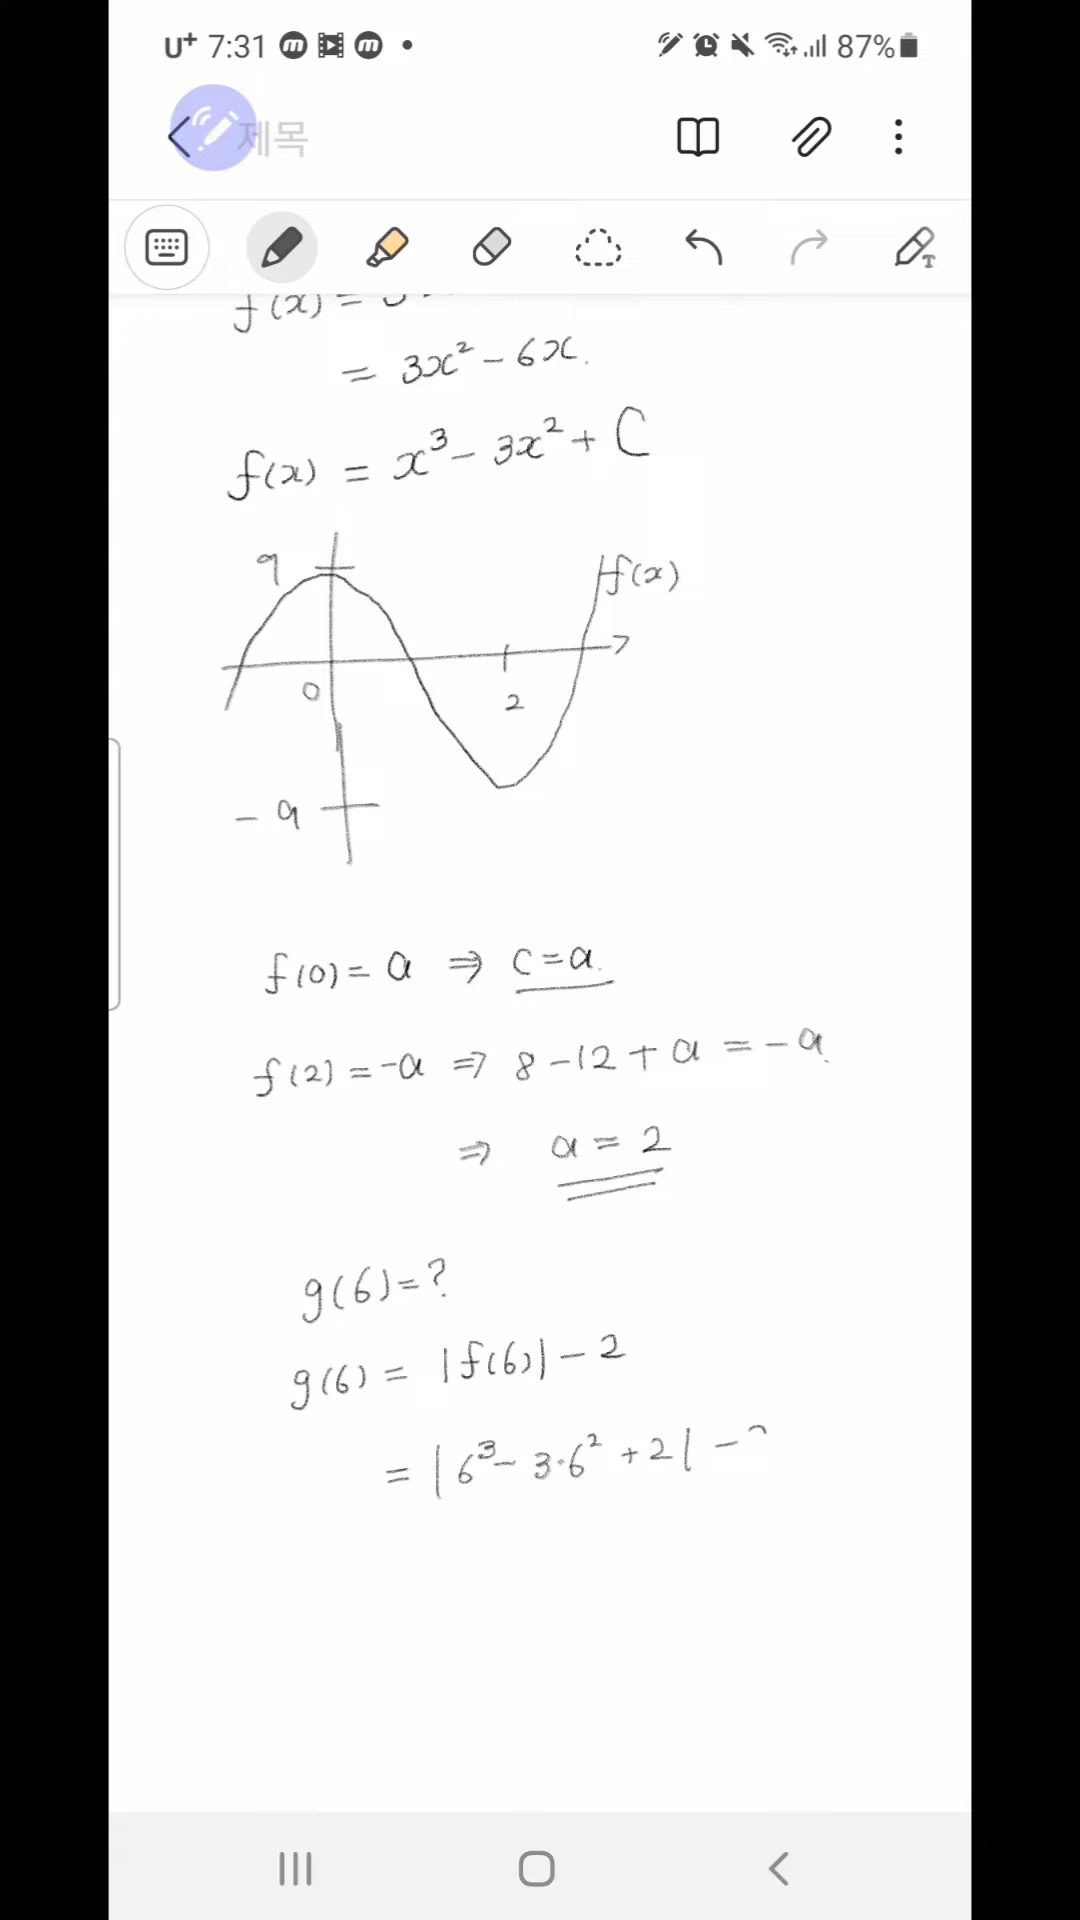 U+ 7:31 87%
제목
f(x) =
= 3x² - 6x.
f(x) = x³ - 3x² + C
a
f(x)
0
2
- a
f(0) = a ⇒ C = a.
f(2) = -a ⇒ 8 - 12 + a = - a.
⇒ a = 2
g(6) = ?
g(6) = |f(6)| - 2
= |6³ - 3·6² + 2| -